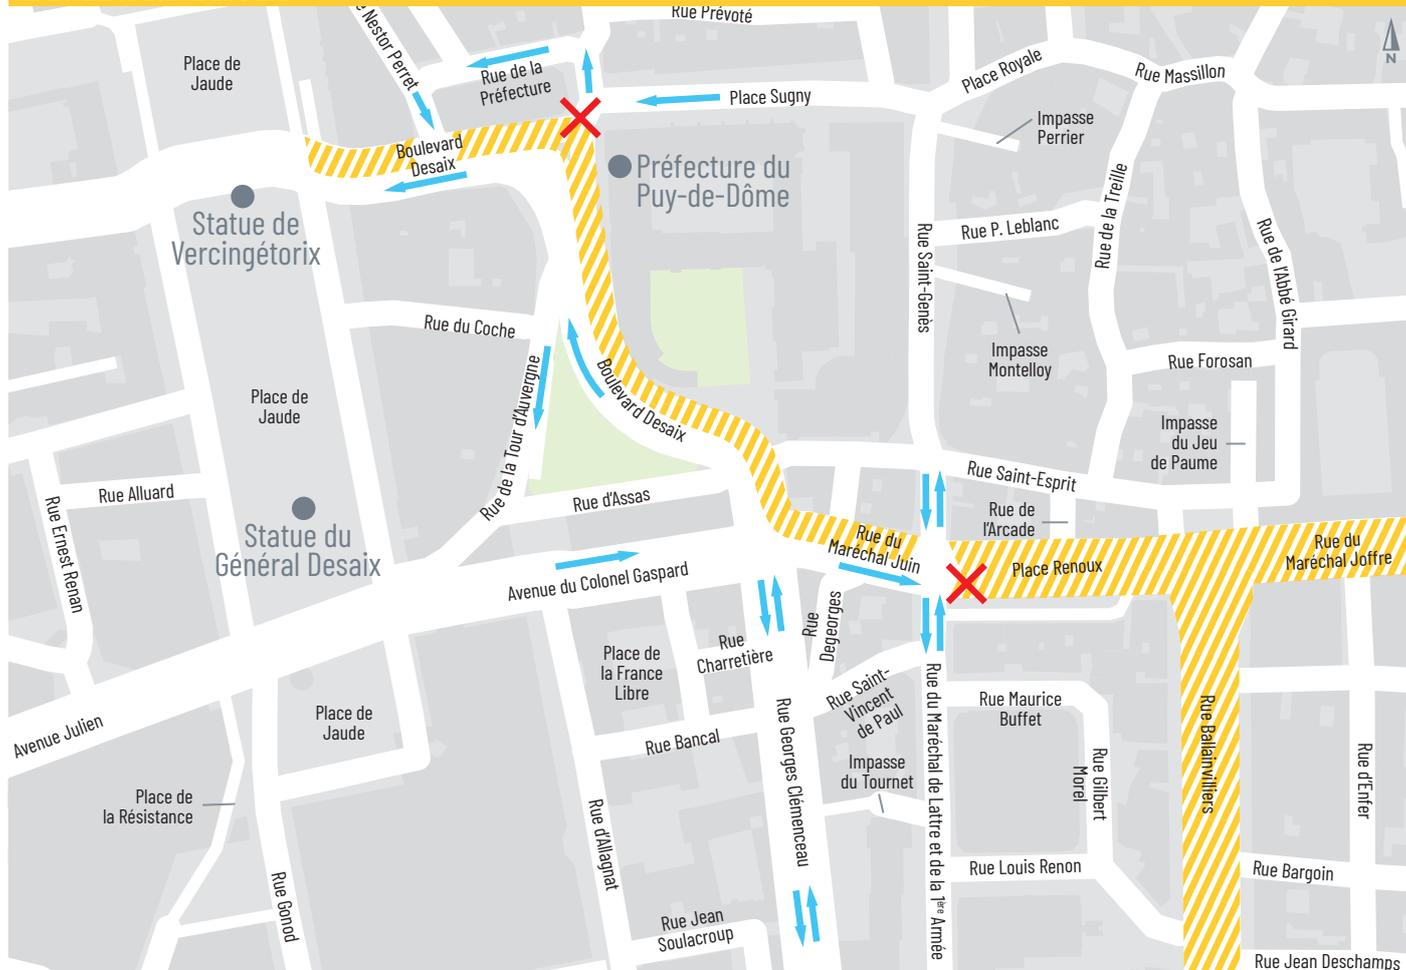 Rue Prévôté
Rue Nestor Perret
Place de
Jaude
Rue de la
Préfecture
Place Sugny
Place Royale
Rue Massillon
N
Impasse
Perrier
Boulevard
Desaix
Préfecture du
Puy-de-Dôme
Statue de
Vercingétorix
Rue Saint-Genès
Rue P. Leblanc
Rue de la Treille
Rue de l'Abbé Girard
Rue du Coche
Impasse
Montelloy
Rue Forosan
Place de
Jaude
Rue de la Tour d'Auvergne
Boulevard Desaix
Impasse
du Jeu
de Paume
Rue Alluard
Rue Ernest Renan
Rue d'Assas
Rue Saint-Esprit
Statue du
Général Desaix
Rue de
l'Arcade
Rue du
Maréchal Juin
Place Renoux
Rue du
Maréchal Joffre
Avenue du Colonel Gaspard
Rue
Degeorges
Rue
Charretière
Place de
la France
Libre
Rue Saint-
Vincent
de Paul
Rue Maurice
Buffet
Place de
Jaude
Avenue Julien
Rue Bancal
Rue Georges Clémenceau
Impasse
du Tournet
Rue du Maréchal de Lattre et de la 1ère Armée
Rue Gilbert
Morel
Rue Ballainvilliers
Rue d'Enfer
Place de
la Résistance
Rue d'Allagnat
Rue Gonod
Rue Louis Renon
Rue Bargoin
Rue Jean
Soulacroup
Rue Jean Deschamps